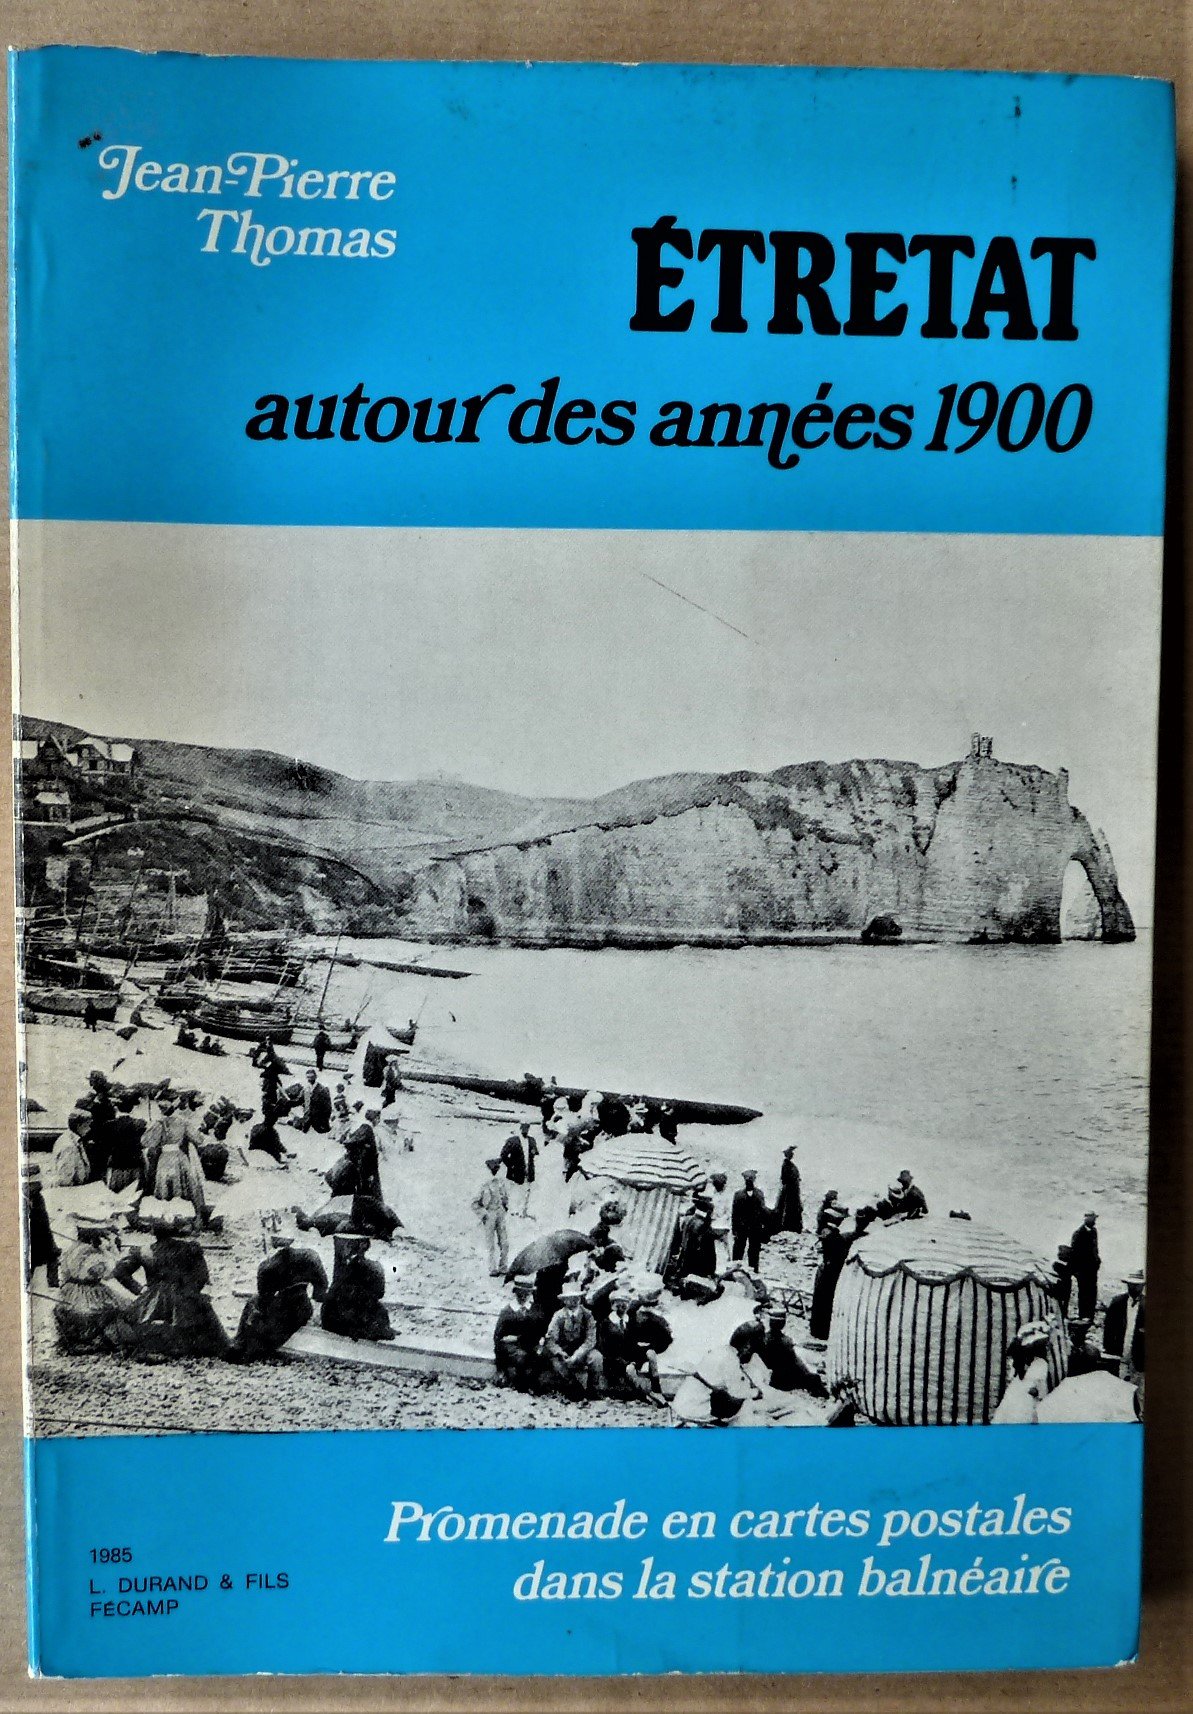 Jean-Pierre
Thomas
ÉTRETAT
autour des années 1900
Promenade en cartes postales
dans la station balnéaire
1985
L. DURAND & FILS
FÉCAMP